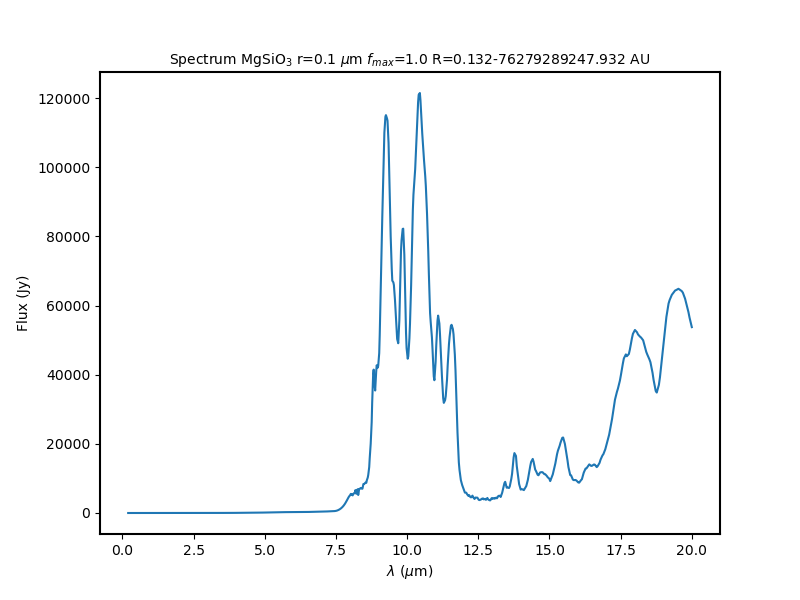 Spectrum MgSiO₃ r=0.1 μm f_max=1.0 R=0.132-76279289247.932 AU
120000
100000
80000
60000
40000
20000
0
Flux (Jy)
0.0 2.5 5.0 7.5 10.0 12.5 15.0 17.5 20.0
λ (μm)